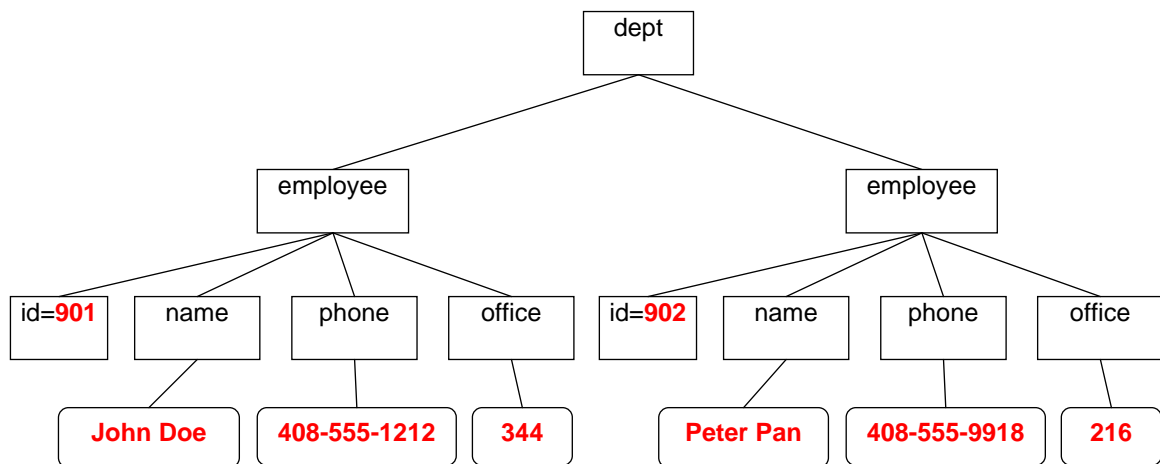 dept
employee
employee
id=901
name
phone
office
id=902
name
phone
office
John Doe
408-555-1212
344
Peter Pan
408-555-9918
216